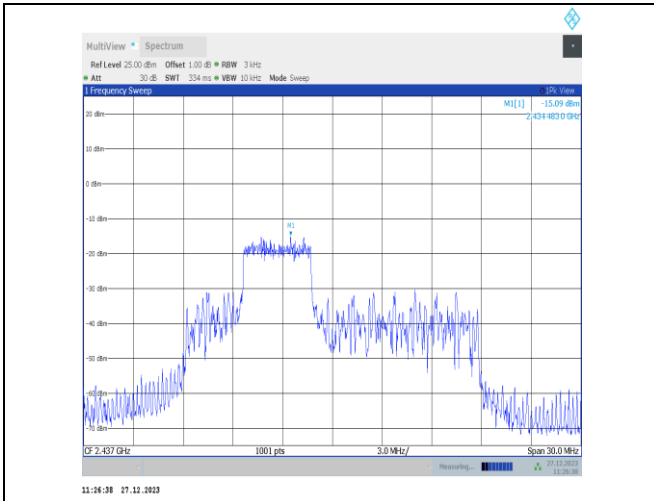 MultiView Spectrum
Ref Level 25.00 dBm Offset 1.00 dB RBW 3 kHz
Att 30 dB SWT 334 ms VBW 10 kHz Mode Sweep
1 Frequency Sweep 1Pk View
M1[1] -15.09 dBm
2.434 483 0 GHz
20 dBm
10 dBm
0 dBm
-10 dBm
M1
-20 dBm
-30 dBm
-40 dBm
-50 dBm
-60 dBm
-70 dBm
CF 2.437 GHz 1001 pts 3.0 MHz/ Span 30.0 MHz
Measuring... 27.12.2023
11:26:38
11:26:38 27.12.2023